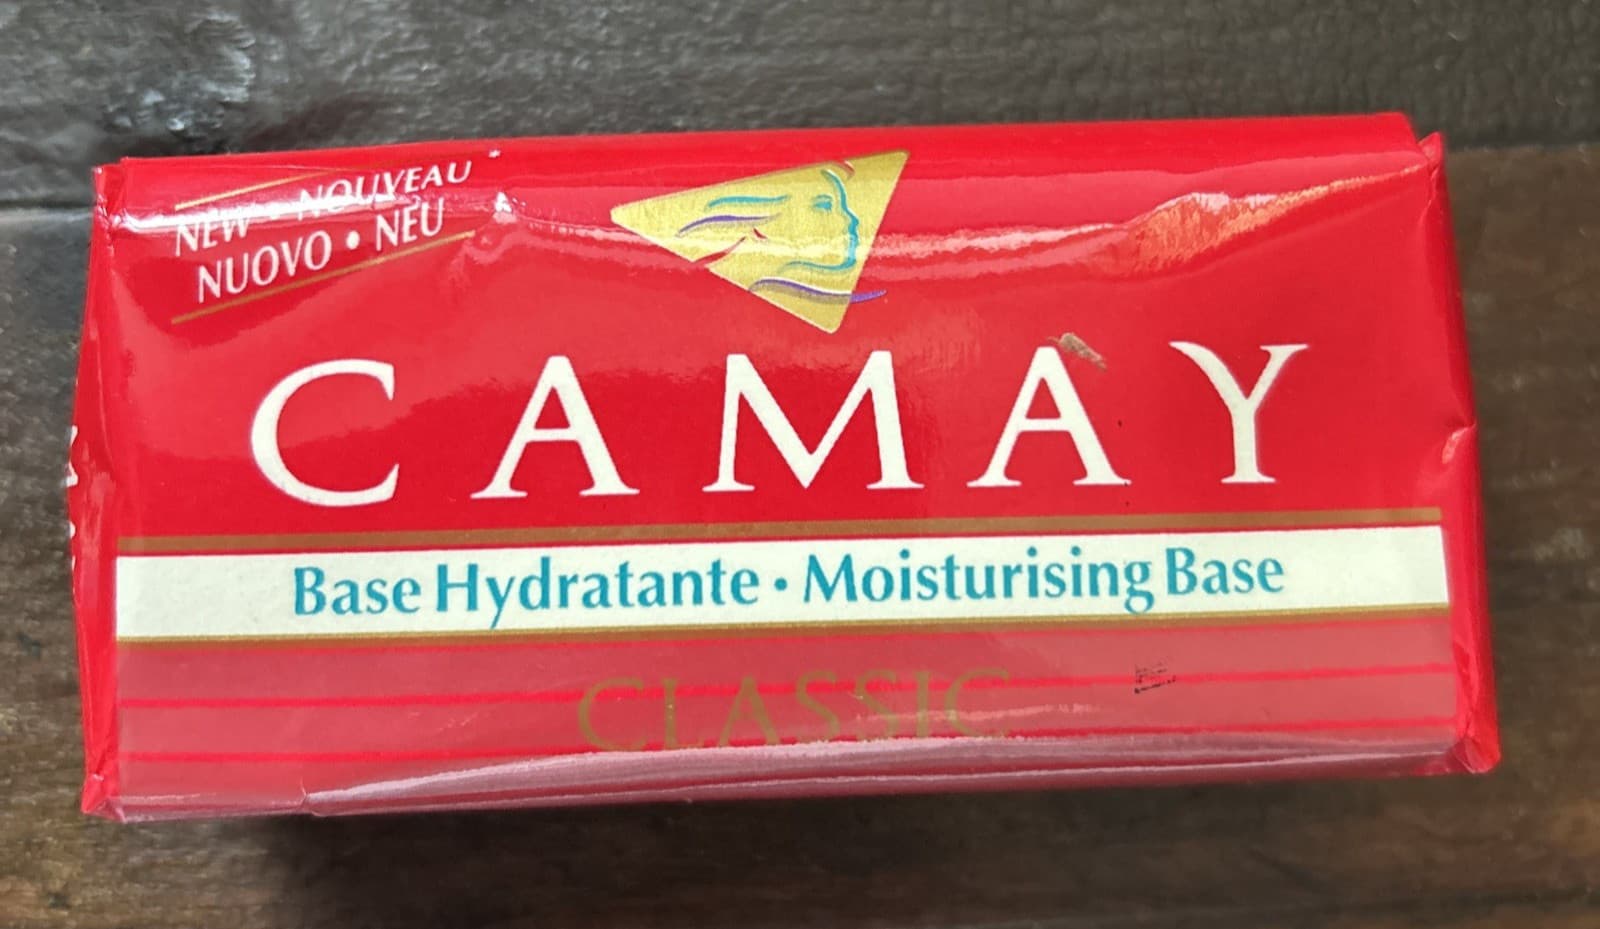 NEW • NOUVEAU
NUOVO • NEU
CAMAY
Base Hydratante • Moisturising Base
CLASSIC